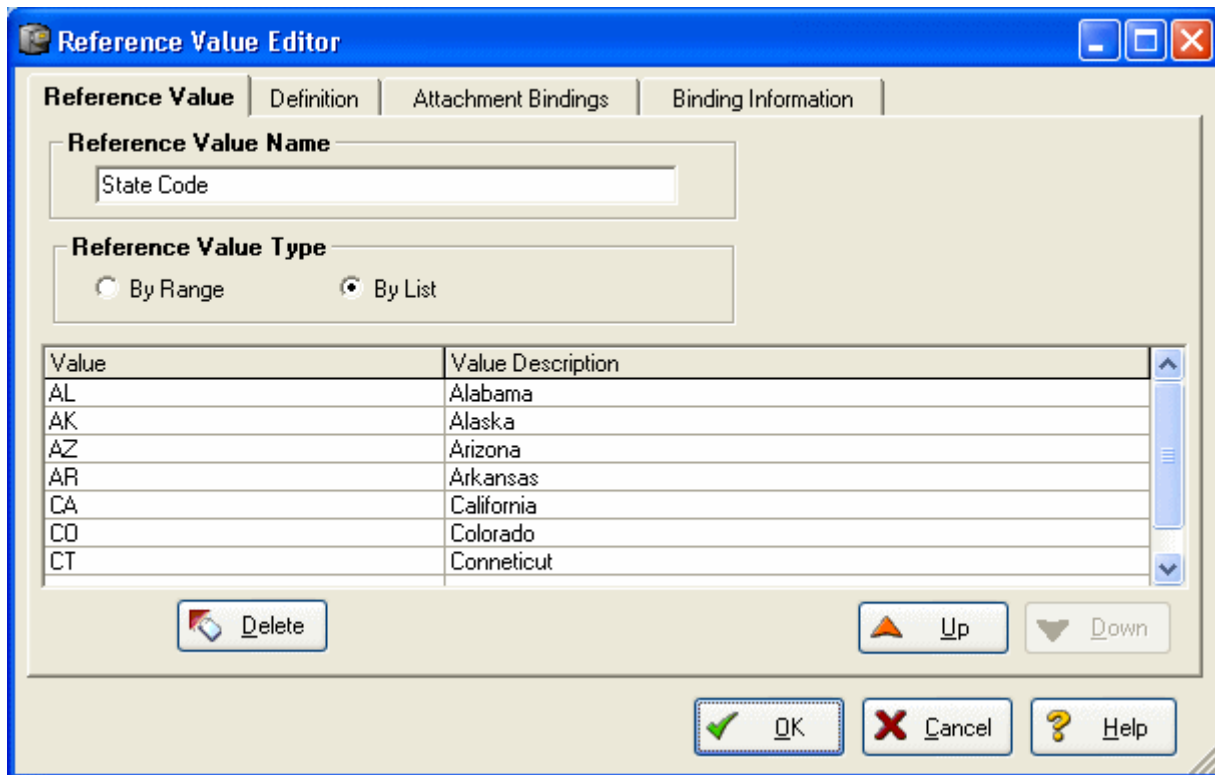 Reference Value Editor
Reference Value Definition Attachment Bindings Binding Information
Reference Value Name
State Code
Reference Value Type
By Range By List
Value Value Description
AL Alabama
AK Alaska
AZ Arizona
AR Arkansas
CA California
CO Colorado
CT Conneticut
Delete Up Down
OK Cancel Help